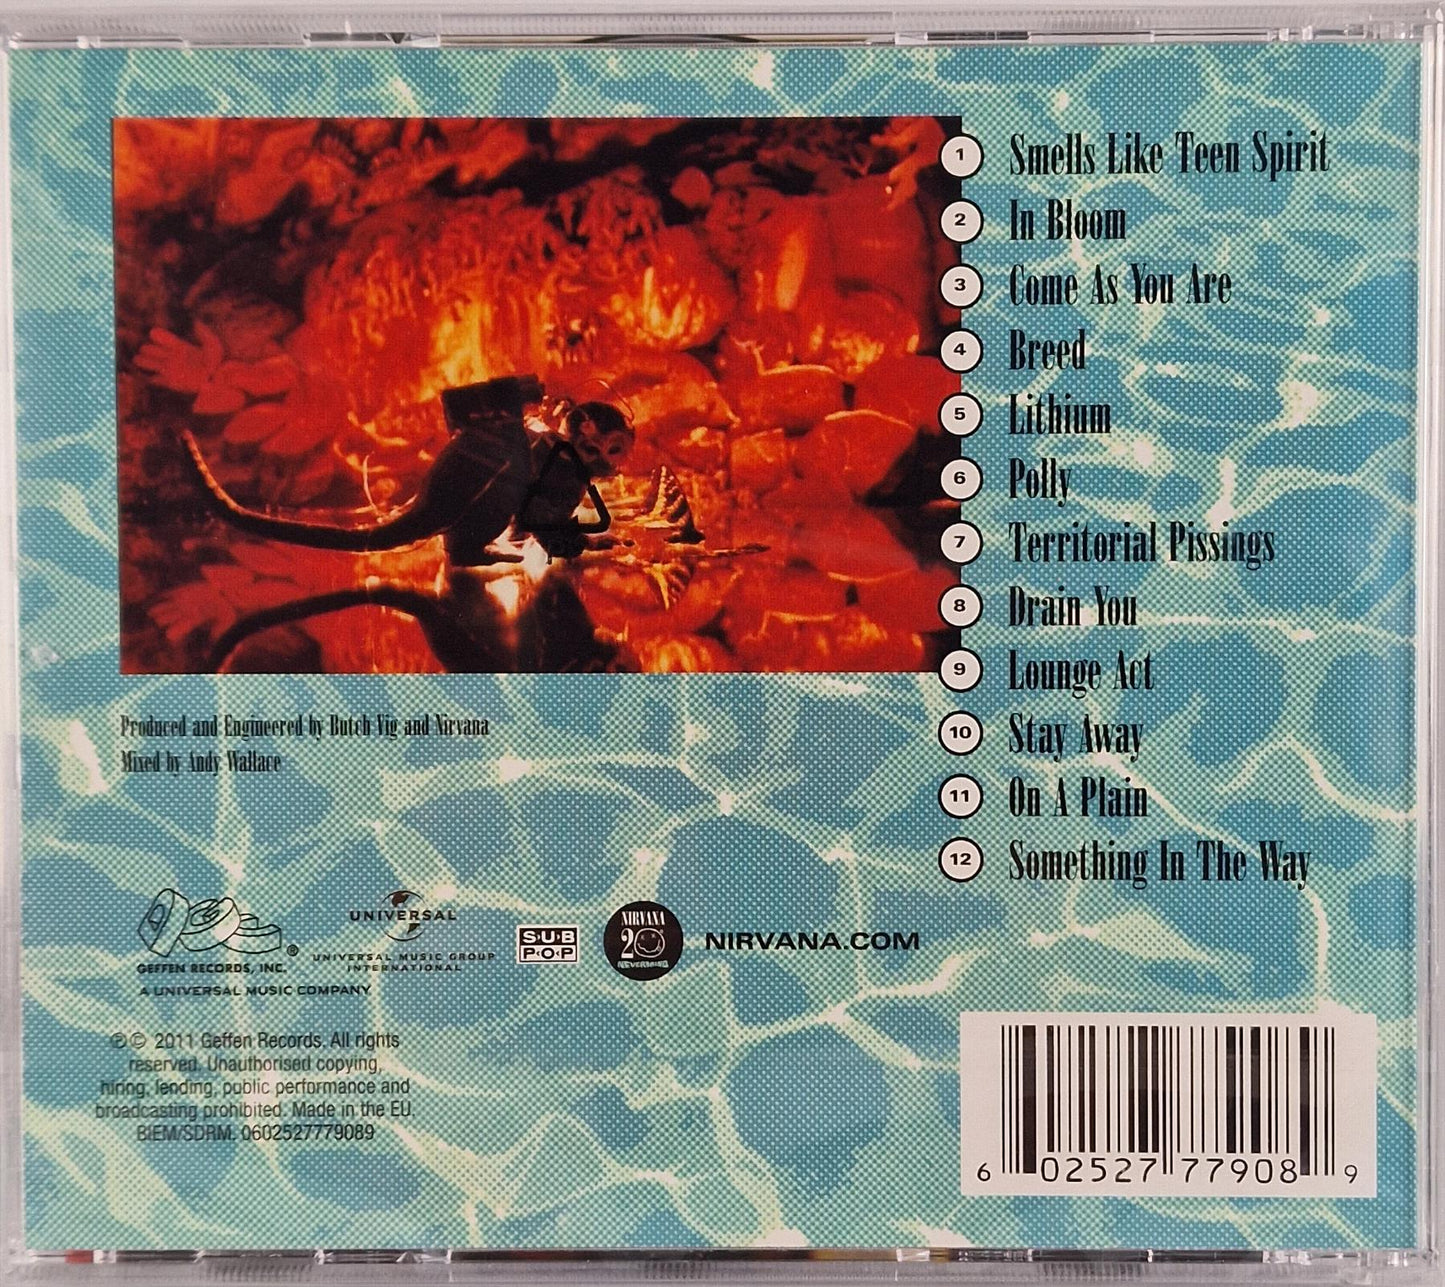 1 Smells Like Teen Spirit
2 In Bloom
3 Come As You Are
4 Breed
5 Lithium
6 Polly
7 Territorial Pissings
8 Drain You
9 Lounge Act
10 Stay Away
11 On A Plain
12 Something In The Way
Produced and Engineered by Butch Vig and Nirvana
Mixed by Andy Wallace
®
GEFFEN RECORDS, INC.
A UNIVERSAL MUSIC COMPANY
UNIVERSAL
UNIVERSAL MUSIC GROUP
INTERNATIONAL
SUB
POP
NIRVANA
20
NEVERMIND
NIRVANA.COM
℗ © 2011 Geffen Records. All rights
reserved. Unauthorised copying,
hiring, lending, public performance and
broadcasting prohibited. Made in the EU.
BIEM/SDRM. 0602527779089
6 02527 77908 9